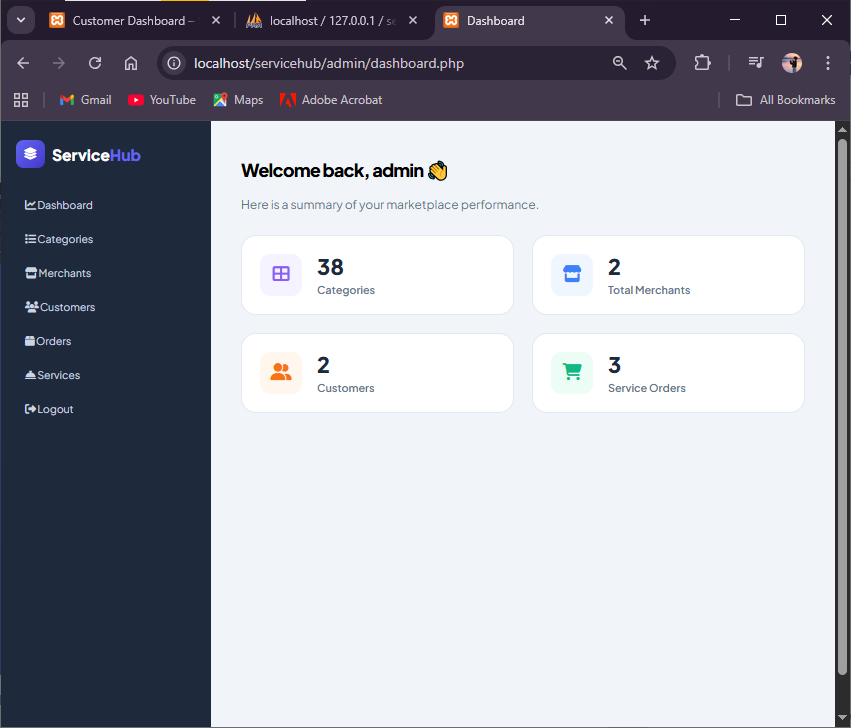 Customer Dashboard –
localhost / 127.0.0.1 / se
Dashboard
localhost/servicehub/admin/dashboard.php
Gmail
YouTube
Maps
Adobe Acrobat
All Bookmarks
ServiceHub
Dashboard
Categories
Merchants
Customers
Orders
Services
Logout
Welcome back, admin 👋
Here is a summary of your marketplace performance.
38
Categories
2
Total Merchants
2
Customers
3
Service Orders